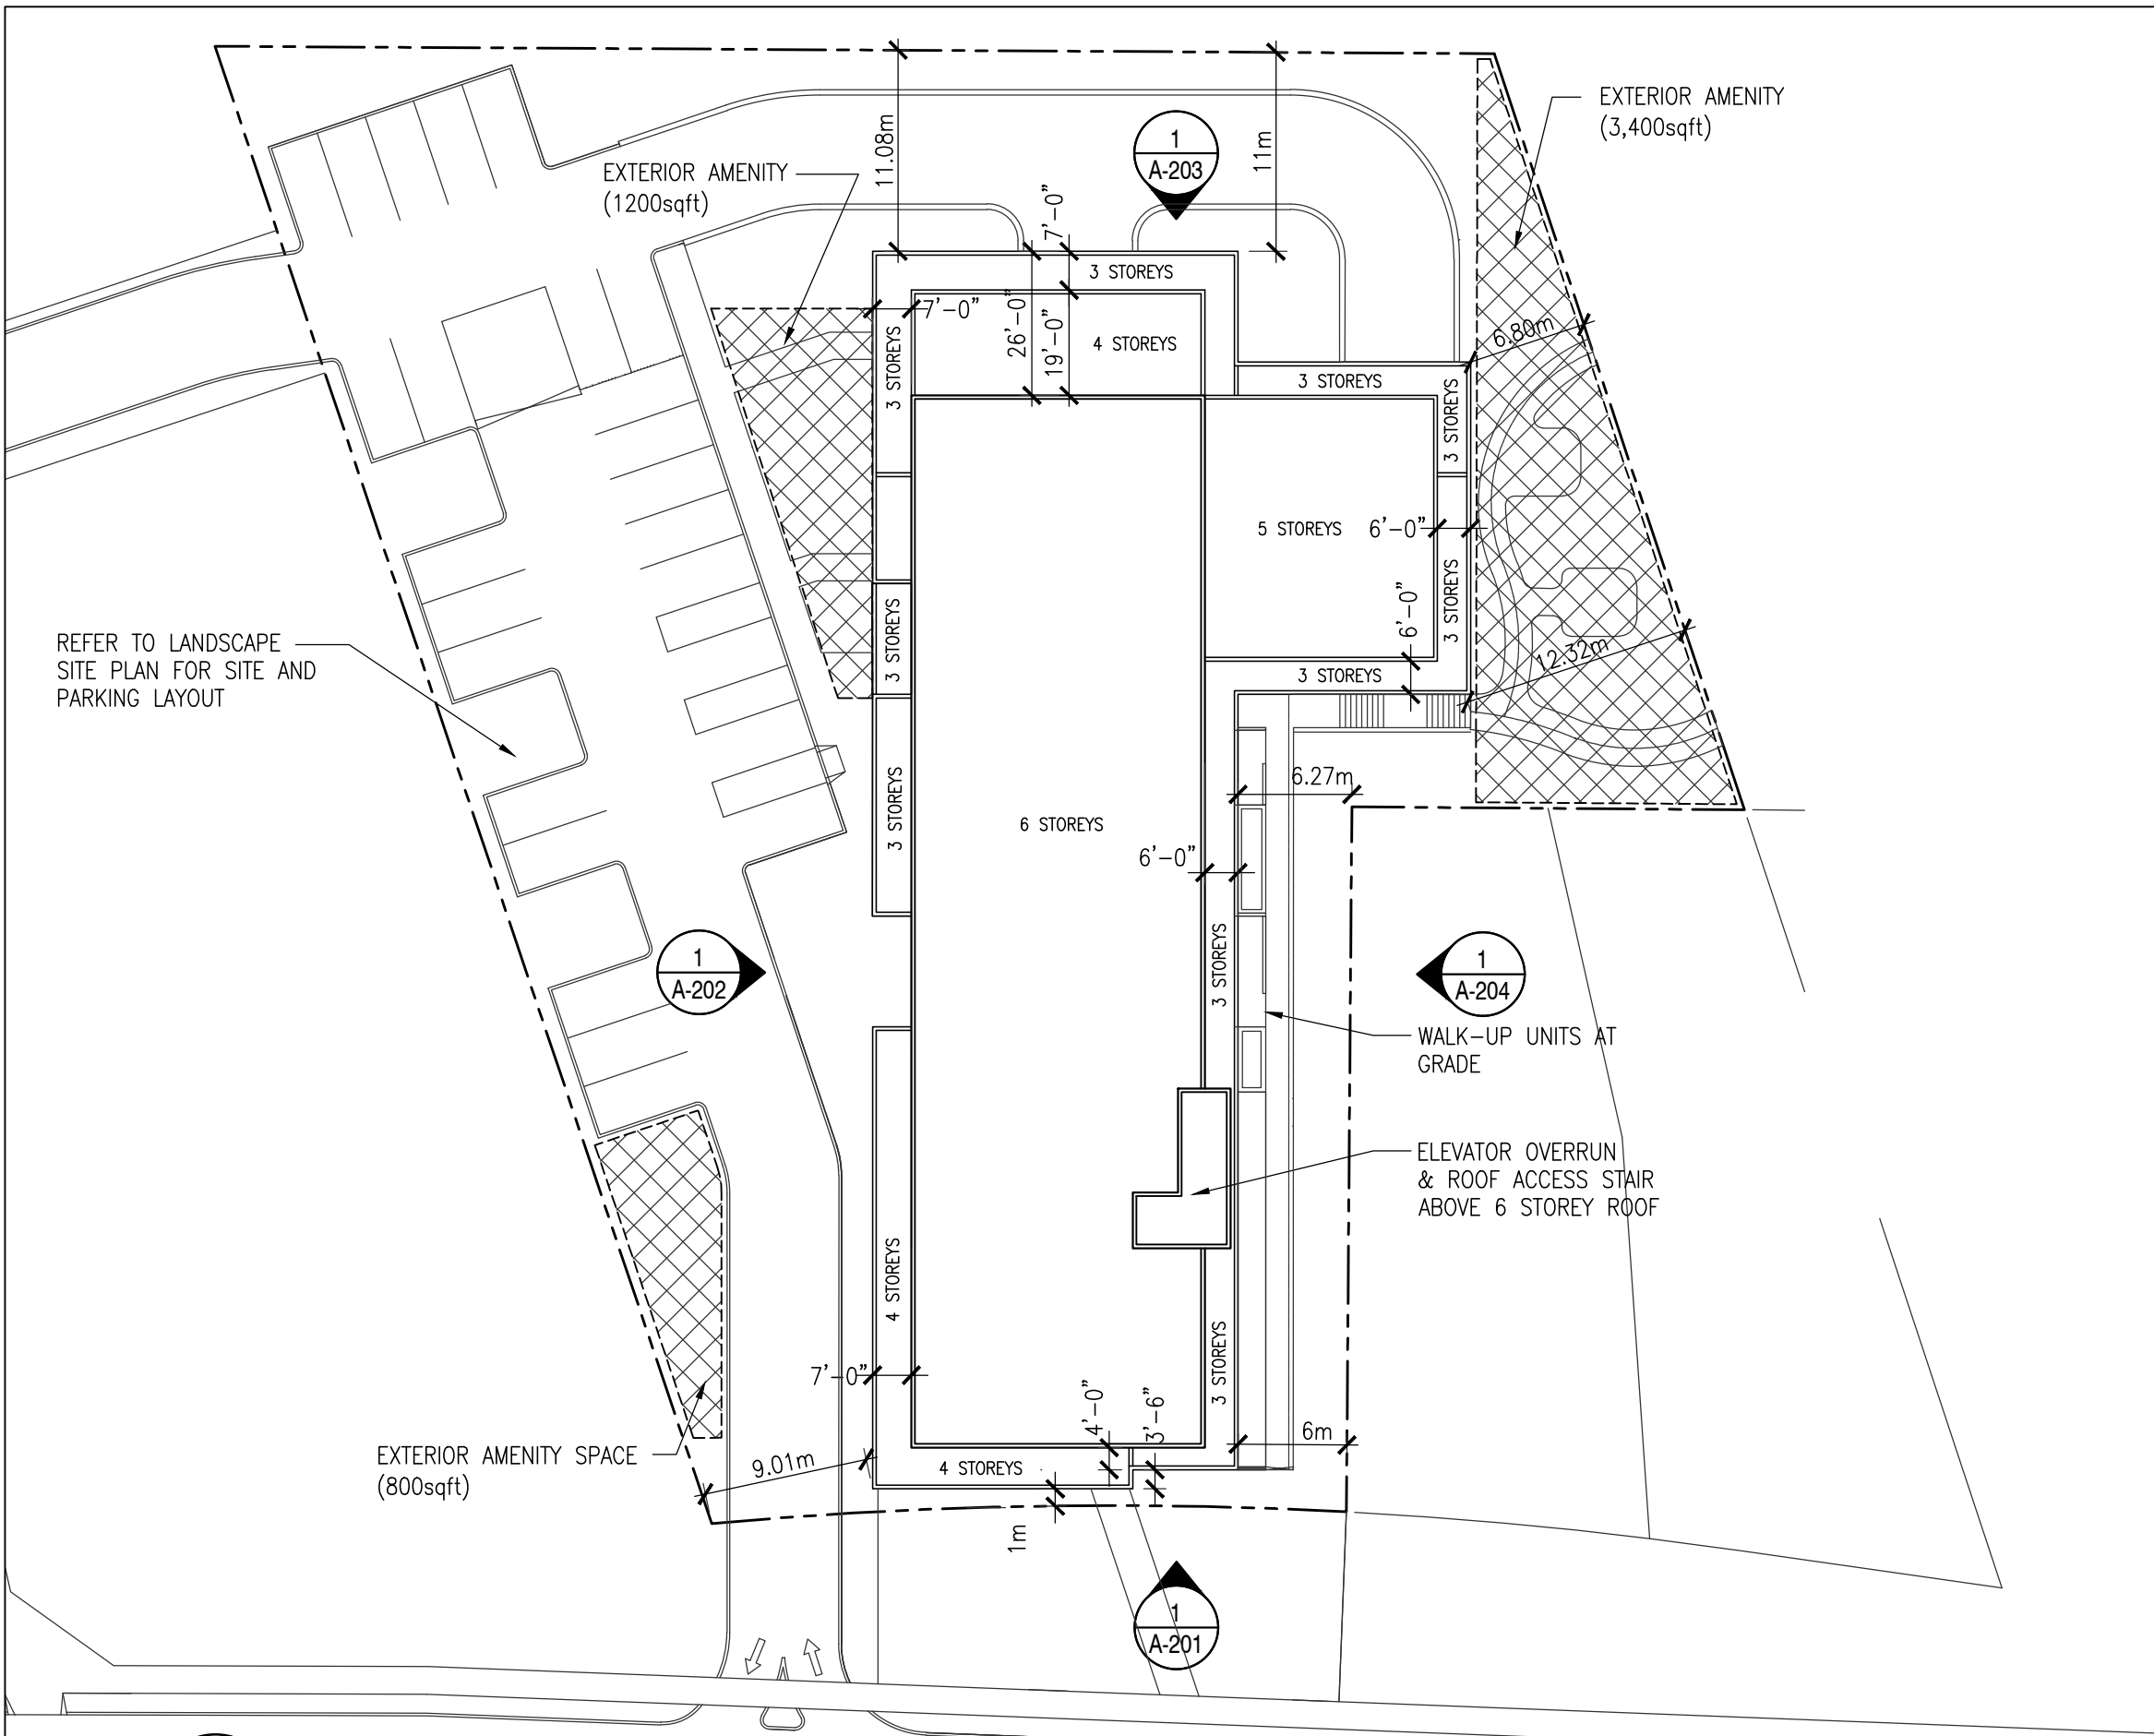 EXTERIOR AMENITY
(3,400sqft)
11.08m
1
A-203
11m
EXTERIOR AMENITY
(1200sqft)
7'-0"
3 STOREYS
7'-0"
26'-0"
19'-0"
4 STOREYS
3 STOREYS
6.80m
3 STOREYS
3 STOREYS
5 STOREYS
6'-0"
6'-0"
3 STOREYS
3 STOREYS
3 STOREYS
12.32m
REFER TO LANDSCAPE
SITE PLAN FOR SITE AND
PARKING LAYOUT
3 STOREYS
6 STOREYS
6.27m
6'-0"
3 STOREYS
1
A-202
1
A-204
WALK-UP UNITS AT
GRADE
ELEVATOR OVERRUN
& ROOF ACCESS STAIR
ABOVE 6 STOREY ROOF
4 STOREYS
3 STOREYS
7'-0"
4'-0"
3'-6"
6m
EXTERIOR AMENITY SPACE
(800sqft)
9.01m
4 STOREYS
1m
1
A-201